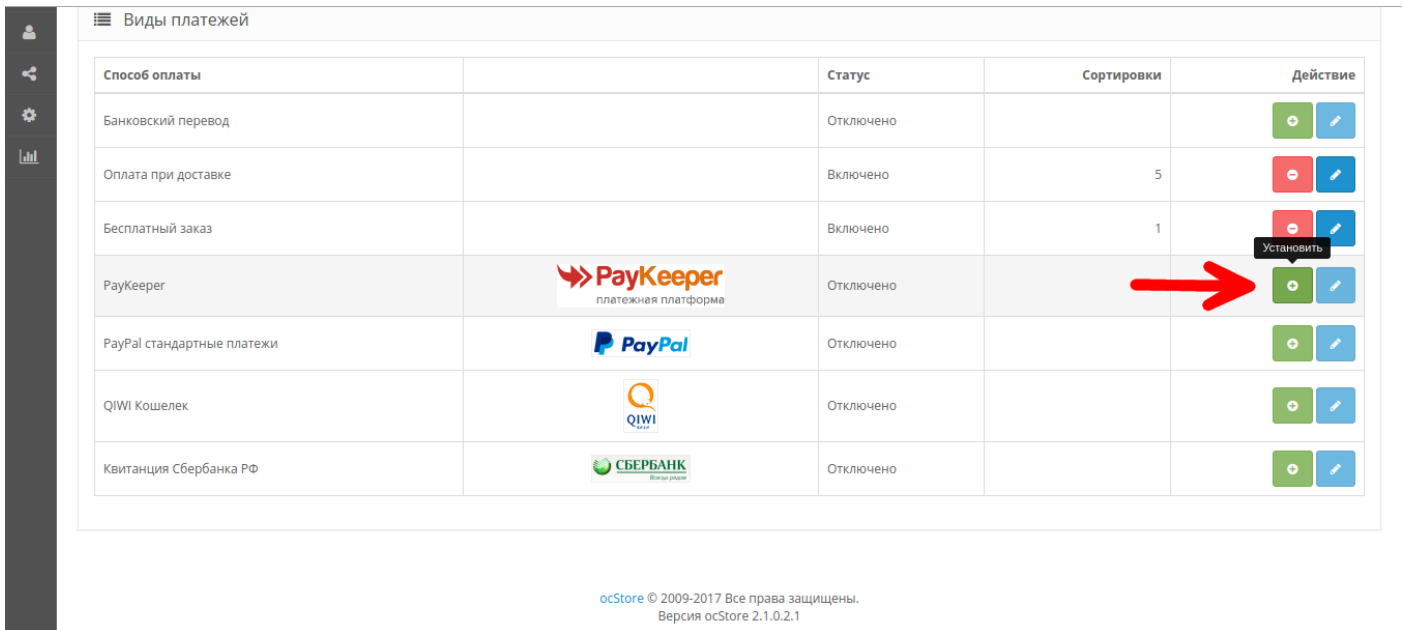 Виды платежей
Способ оплаты Статус Сортировки Действие
Банковский перевод Отключено
Оплата при доставке Включено 5
Бесплатный заказ Включено 1
Установить
PayKeeper PayKeeper Отключено
платежная платформа
PayPal стандартные платежи PayPal Отключено
QIWI Кошелек QIWI Отключено
Квитанция Сбербанка РФ СБЕРБАНК Отключено
Всегда рядом
ocStore © 2009-2017 Все права защищены.
Версия ocStore 2.1.0.2.1